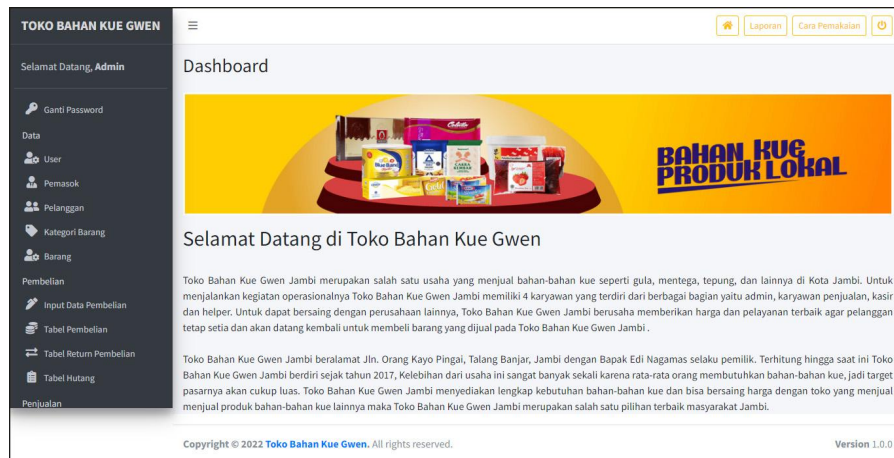 TOKO BAHAN KUE GWEN
Laporan
Cara Pemakaian
Selamat Datang, Admin
Ganti Password
Data
User
Pemasok
Pelanggan
Kategori Barang
Barang
Pembelian
Input Data Pembelian
Tabel Pembelian
Tabel Return Pembelian
Tabel Hutang
Penjualan
Dashboard
BAHAN KUE
PRODUK LOKAL
Selamat Datang di Toko Bahan Kue Gwen
Toko Bahan Kue Gwen Jambi merupakan salah satu usaha yang menjual bahan-bahan kue seperti gula, mentega, tepung, dan lainnya di Kota Jambi. Untuk
menjalankan kegiatan operasionalnya Toko Bahan Kue Gwen Jambi memiliki 4 karyawan yang terdiri dari berbagai bagian yaitu admin, karyawan penjualan, kasir
dan helper. Untuk dapat bersaing dengan perusahaan lainnya, Toko Bahan Kue Gwen Jambi berusaha memberikan harga dan pelayanan terbaik agar pelanggan
tetap setia dan akan datang kembali untuk membeli barang yang dijual pada Toko Bahan Kue Gwen Jambi .
Toko Bahan Kue Gwen Jambi beralamat Jln. Orang Kayo Pingai, Talang Banjar, Jambi dengan Bapak Edi Nagamas selaku pemilik. Terhitung hingga saat ini Toko
Bahan Kue Gwen Jambi berdiri sejak tahun 2017, Kelebihan dari usaha ini sangat banyak sekali karena rata-rata orang membutuhkan bahan-bahan kue, jadi target
pasarnya akan cukup luas. Toko Bahan Kue Gwen Jambi menyediakan lengkap kebutuhan bahan-bahan kue dan bisa bersaing harga dengan toko yang menjual
menjual produk bahan-bahan kue lainnya maka Toko Bahan Kue Gwen Jambi merupakan salah satu pilihan terbaik masyarakat Jambi.
Copyright © 2022 Toko Bahan Kue Gwen. All rights reserved.
Version 1.0.0